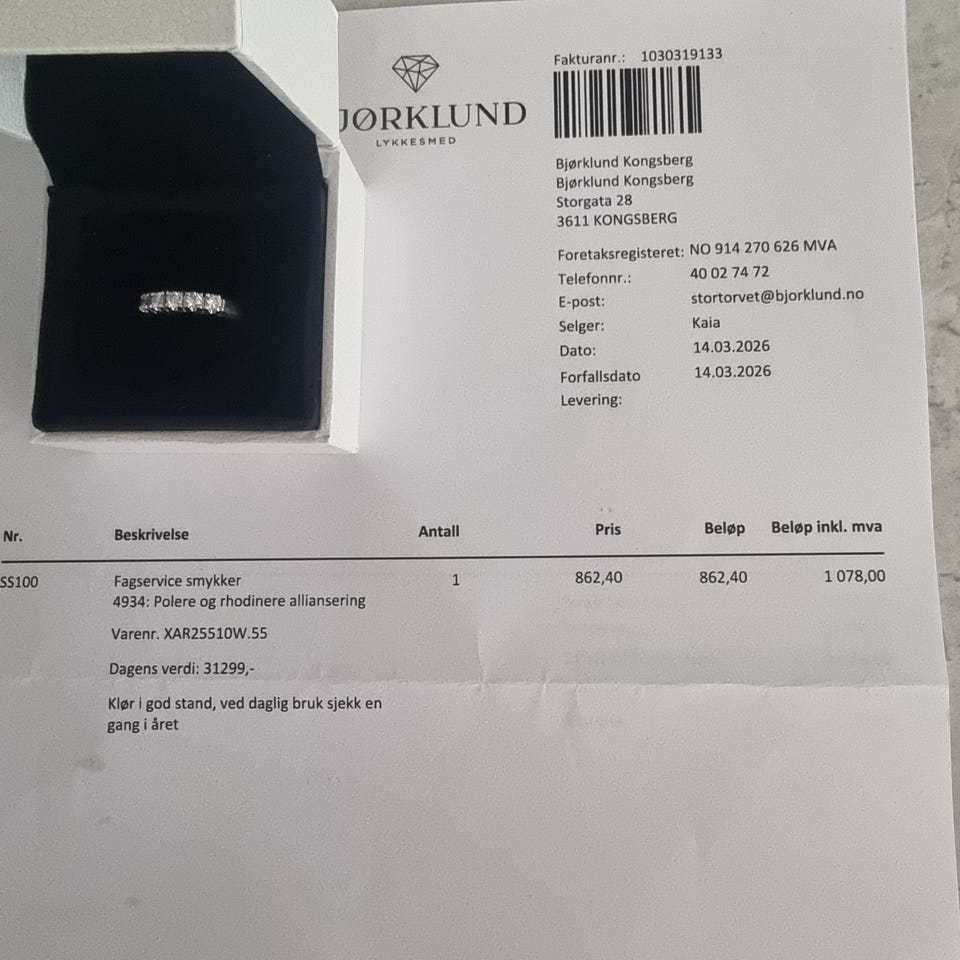 JØRKLUND
LYKKESMED
Fakturanr.: 1030319133
Bjørklund Kongsberg
Bjørklund Kongsberg
Storgata 28
3611 KONGSBERG
Foretaksregisteret: NO 914 270 626 MVA
Telefonnr.: 40 02 74 72
E-post: stortorvet@bjorklund.no
Selger: Kaia
Dato: 14.03.2026
Forfallsdato 14.03.2026
Levering:
Nr. Beskrivelse Antall Pris Beløp Beløp inkl. mva
SS100 Fagservice smykker 1 862,40 862,40 1 078,00
4934: Polere og rhodinere alliansering
Varenr. XAR25510W.55
Dagens verdi: 31299,-
Klør i god stand, ved daglig bruk sjekk en
gang i året